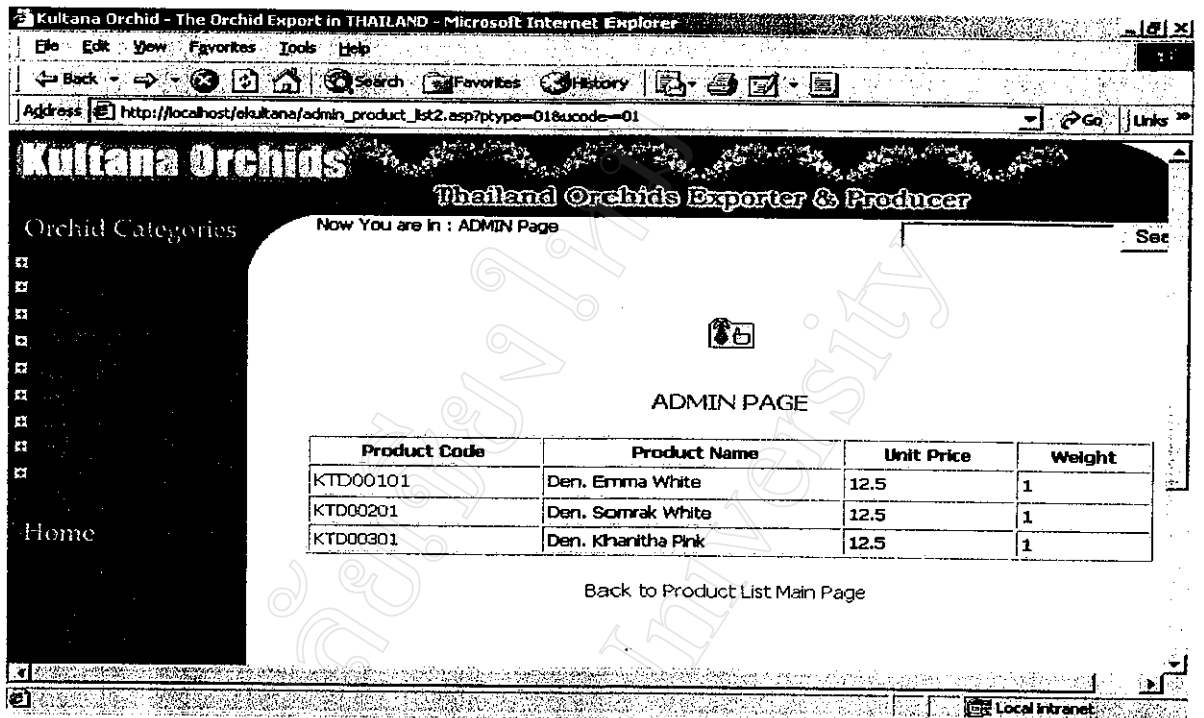 Kultana Orchid - The Orchid Export in THAILAND - Microsoft Internet Explorer
File Edit View Favorites Tools Help
Back Search Favorites History
Address http://localhost/ekultana/admin_product_list2.asp?ptype=01&ucode=01 Go Links »
Kultana Orchids
Thailand Orchids Exporter & Producer
Orchid Categories
Now You are in : ADMIN Page
Sea
ADMIN PAGE
Product Code Product Name Unit Price Weight
KTD00101 Den. Emma White 12.5 1
KTD00201 Den. Somrak White 12.5 1
KTD00301 Den. Khanitha Pink 12.5 1
Home
Back to Product List Main Page
University
Local intranet